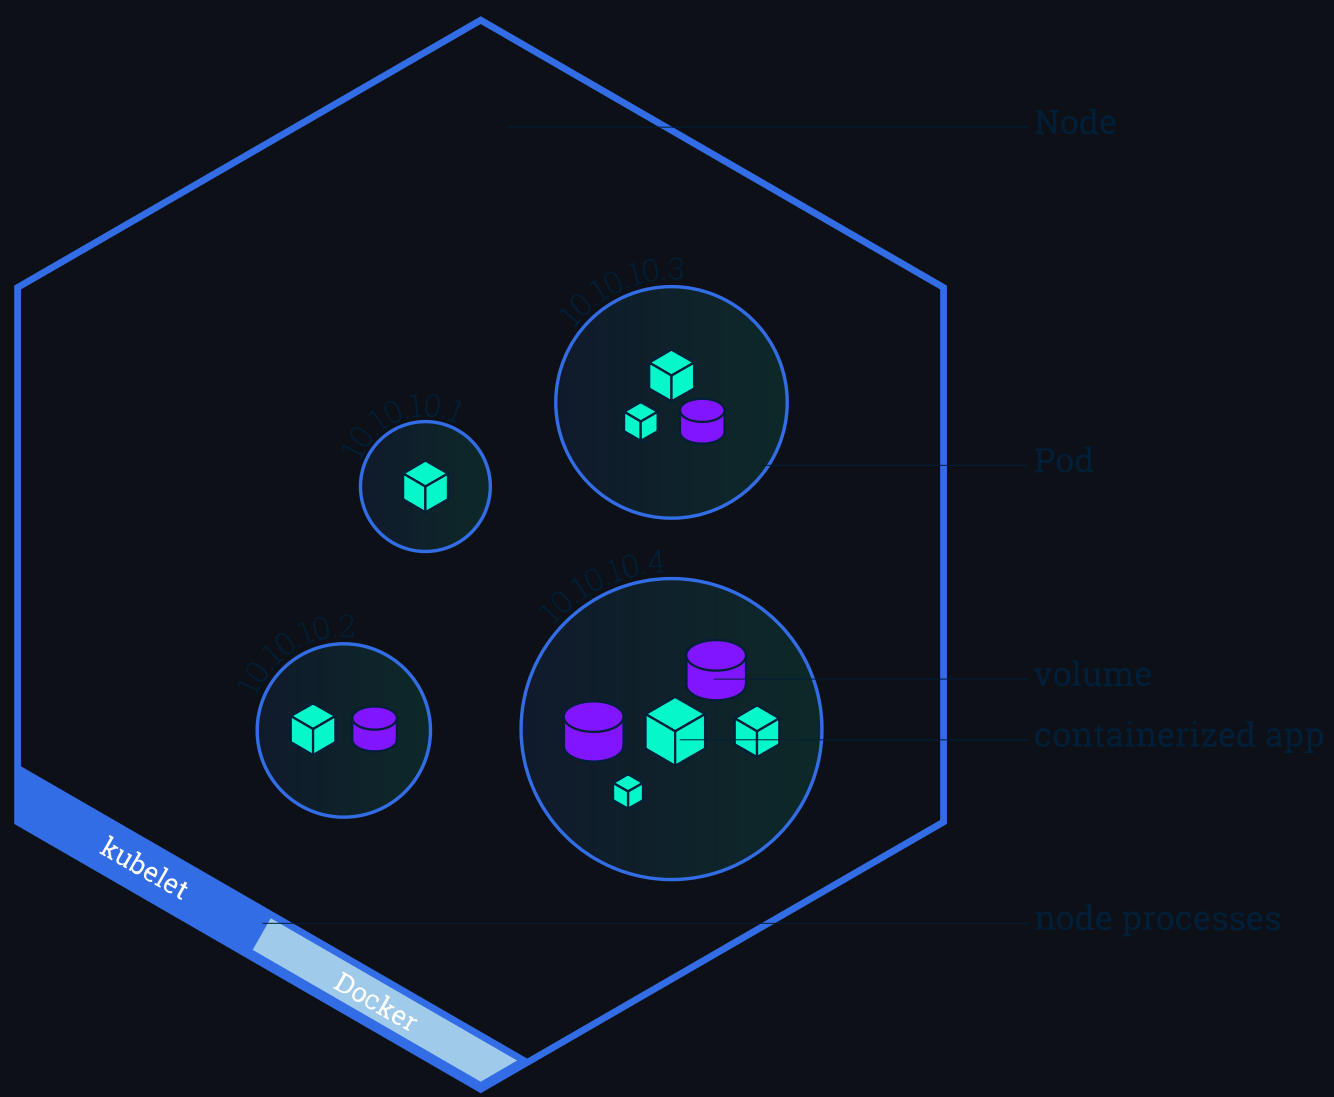 Node
10.10.10.3
10.10.10.1
Pod
10.10.10.4
10.10.10.2
volume
containerized app
kubelet
node processes
Docker